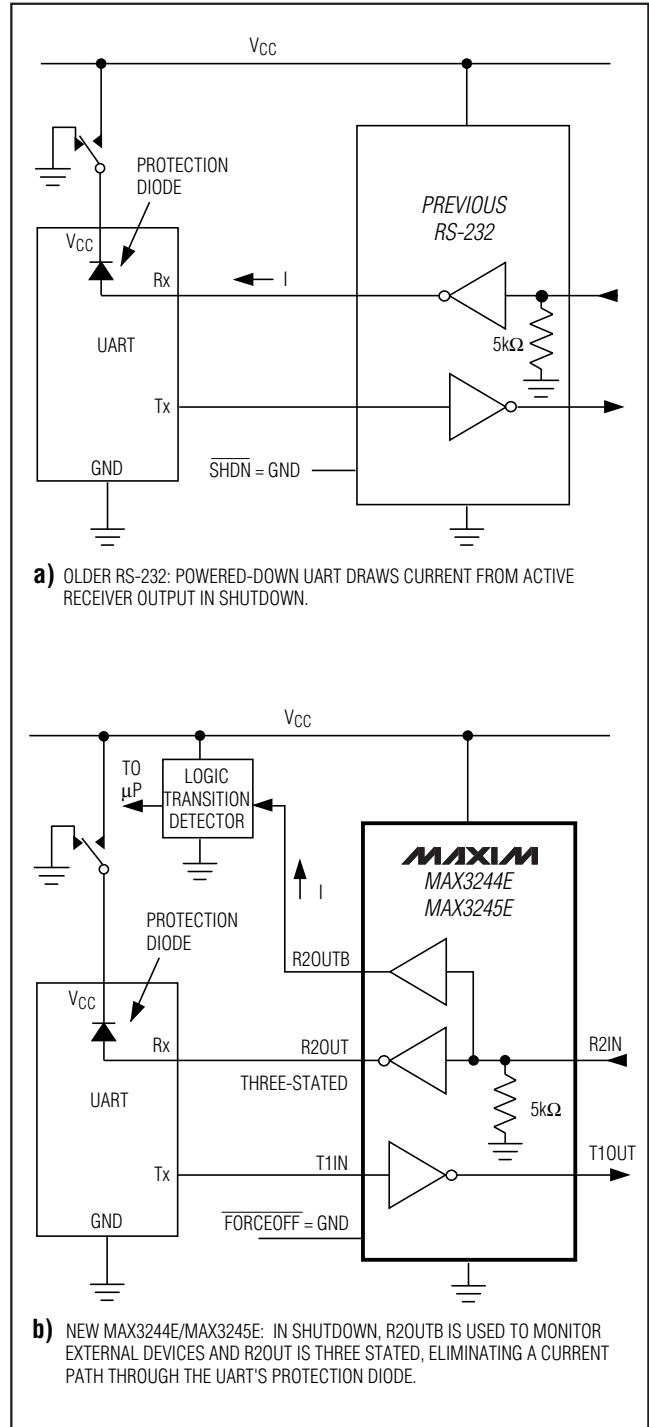 VCC
PROTECTION
DIODE
PREVIOUS
RS-232
VCC
Rx
I
UART
5kΩ
Tx
GND
SHDN = GND
a) OLDER RS-232: POWERED-DOWN UART DRAWS CURRENT FROM ACTIVE
RECEIVER OUTPUT IN SHUTDOWN.
VCC
TO
μP
LOGIC
TRANSITION
DETECTOR
MAXIM
MAX3244E
MAX3245E
I
PROTECTION
DIODE
R2OUTB
VCC
Rx
R2OUT
R2IN
THREE-STATED
UART
5kΩ
Tx
T1IN
T1OUT
GND
FORCEOFF = GND
b) NEW MAX3244E/MAX3245E: IN SHUTDOWN, R2OUTB IS USED TO MONITOR
EXTERNAL DEVICES AND R2OUT IS THREE STATED, ELIMINATING A CURRENT
PATH THROUGH THE UART'S PROTECTION DIODE.